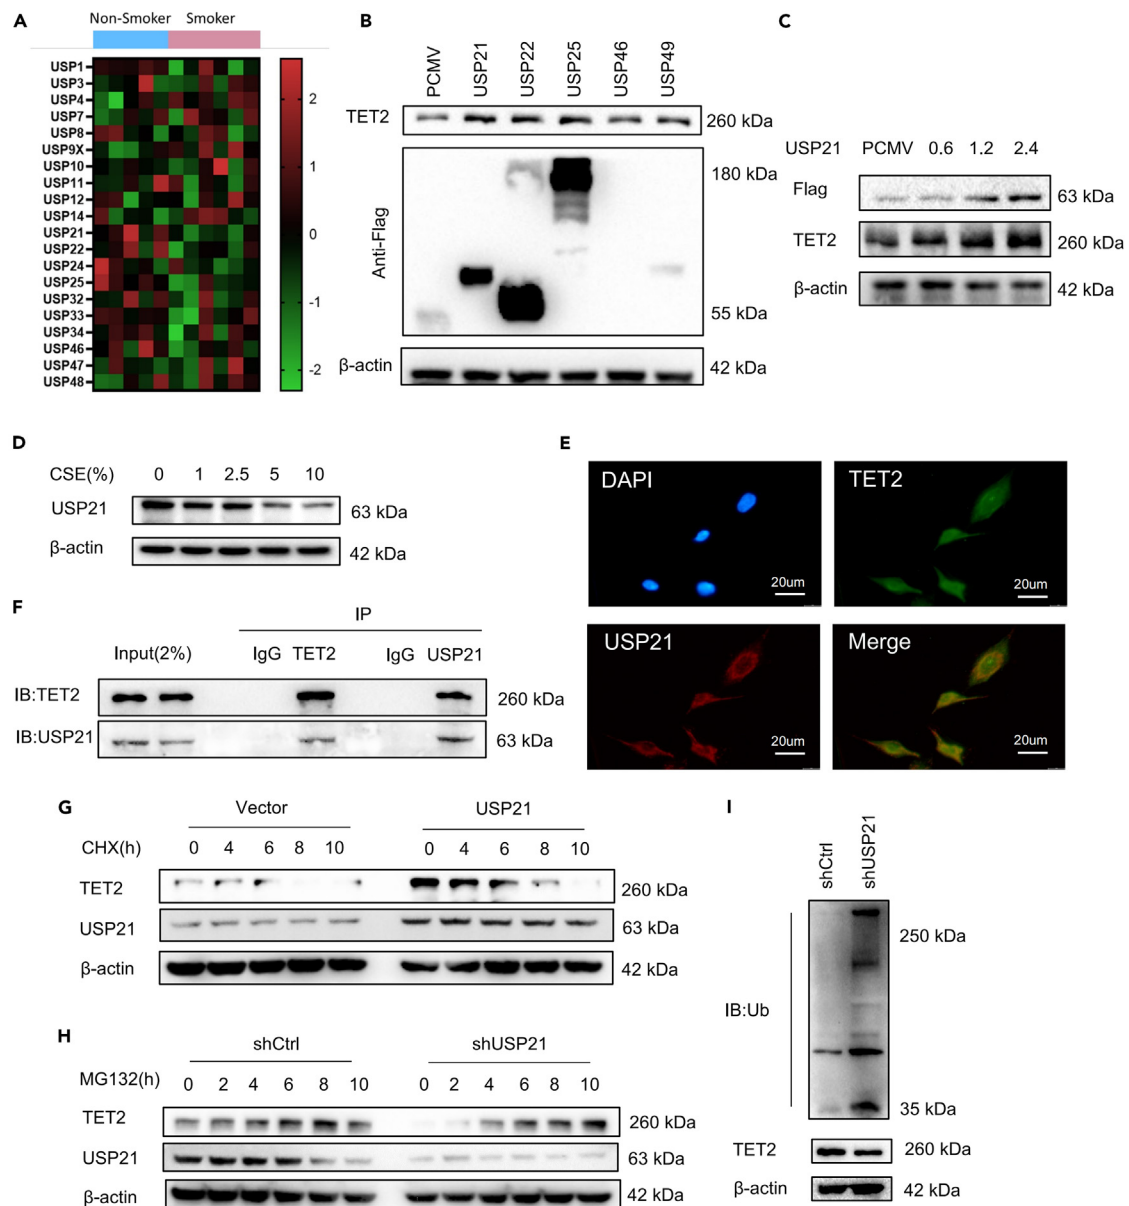 A
Non-Smoker Smoker
USP1
USP3
USP4
USP7
USP8
USP9X
USP10
USP11
USP12
USP14
USP21
USP22
USP24
USP25
USP32
USP33
USP34
USP46
USP47
USP48
2
1
0
-1
-2
B
PCMV USP21 USP22 USP25 USP46 USP49
TET2 260 kDa
Anti-Flag 180 kDa
55 kDa
β-actin 42 kDa
C
USP21 PCMV 0.6 1.2 2.4
Flag 63 kDa
TET2 260 kDa
β-actin 42 kDa
D
CSE(%) 0 1 2.5 5 10
USP21 63 kDa
β-actin 42 kDa
E
DAPI 20um
TET2 20um
USP21 20um
Merge 20um
F
IP
Input(2%) IgG TET2 IgG USP21
IB:TET2 260 kDa
IB:USP21 63 kDa
G
Vector USP21
CHX(h) 0 4 6 8 10 0 4 6 8 10
TET2 260 kDa
USP21 63 kDa
β-actin 42 kDa
H
shCtrl shUSP21
MG132(h) 0 2 4 6 8 10 0 2 4 6 8 10
TET2 260 kDa
USP21 63 kDa
β-actin 42 kDa
I
shCtrl shUSP21
250 kDa
IB:Ub
35 kDa
TET2 260 kDa
β-actin 42 kDa